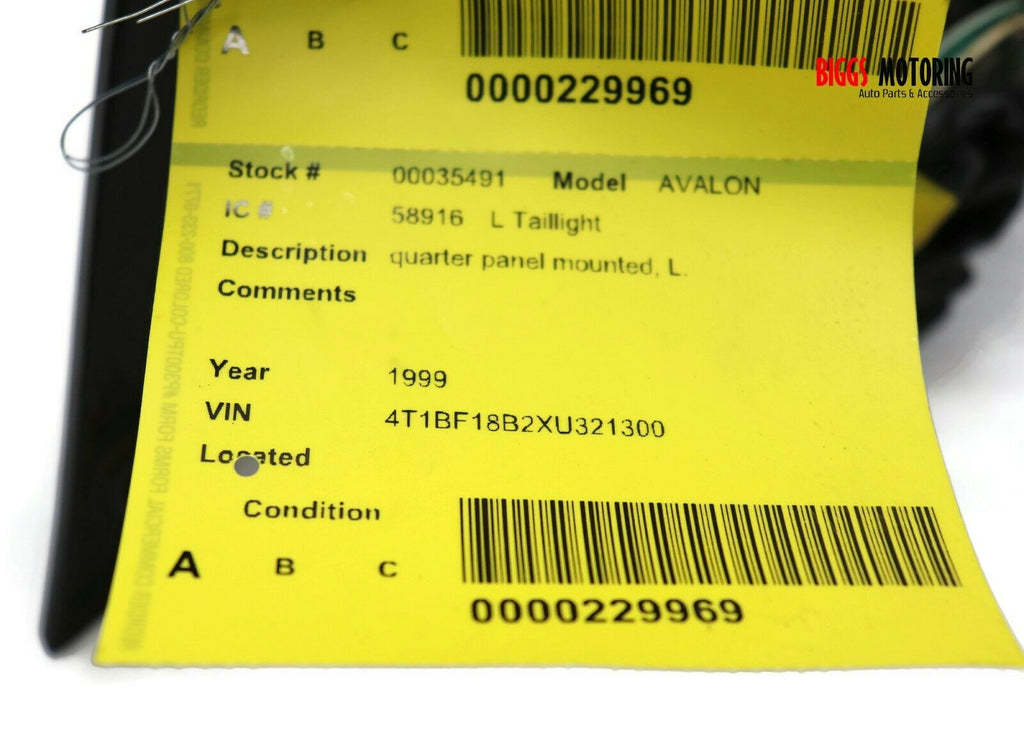 A B C
0000229969
BIGGS MOTORING
Auto Parts & Accessories
Stock # 00035491 Model AVALON
IC # 58916 L Taillight
Description quarter panel mounted, L.
Comments
Year 1999
VIN 4T1BF18B2XU321300
Located
Condition
A B C
0000229969